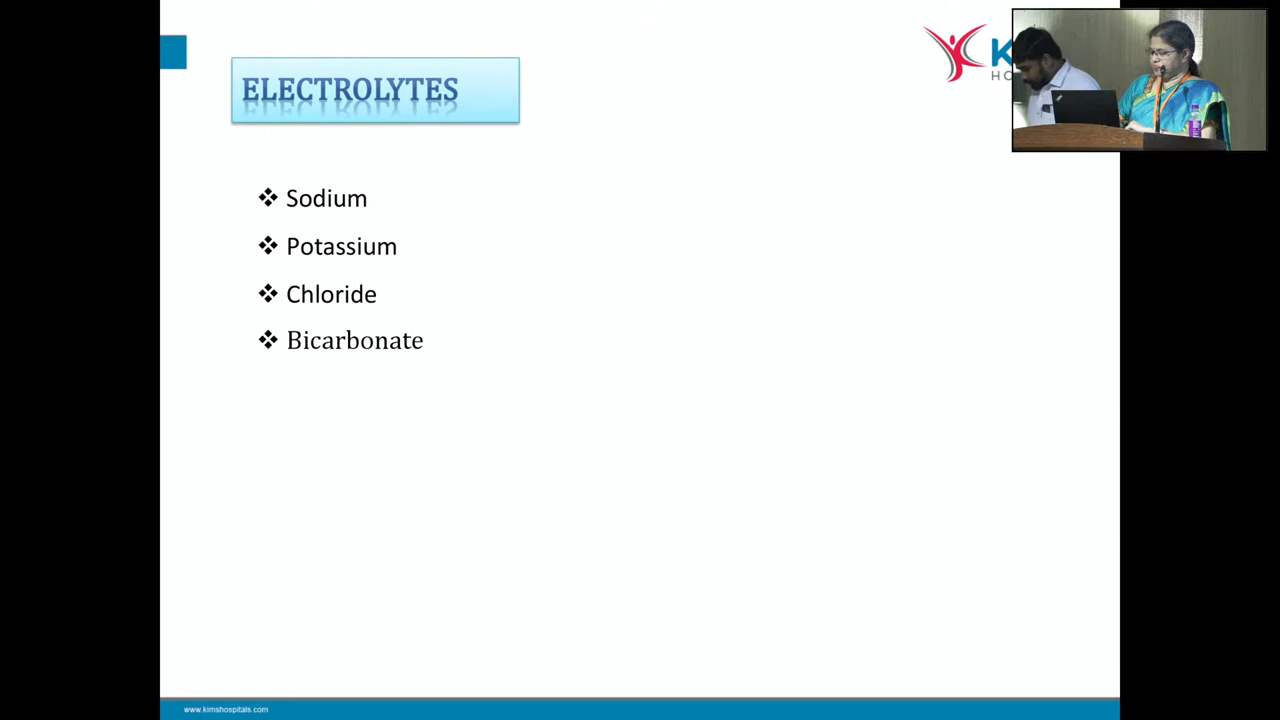 ELECTROLYTES
❖ Sodium
❖ Potassium
❖ Chloride
❖ Bicarbonate
www.kimshospitals.com